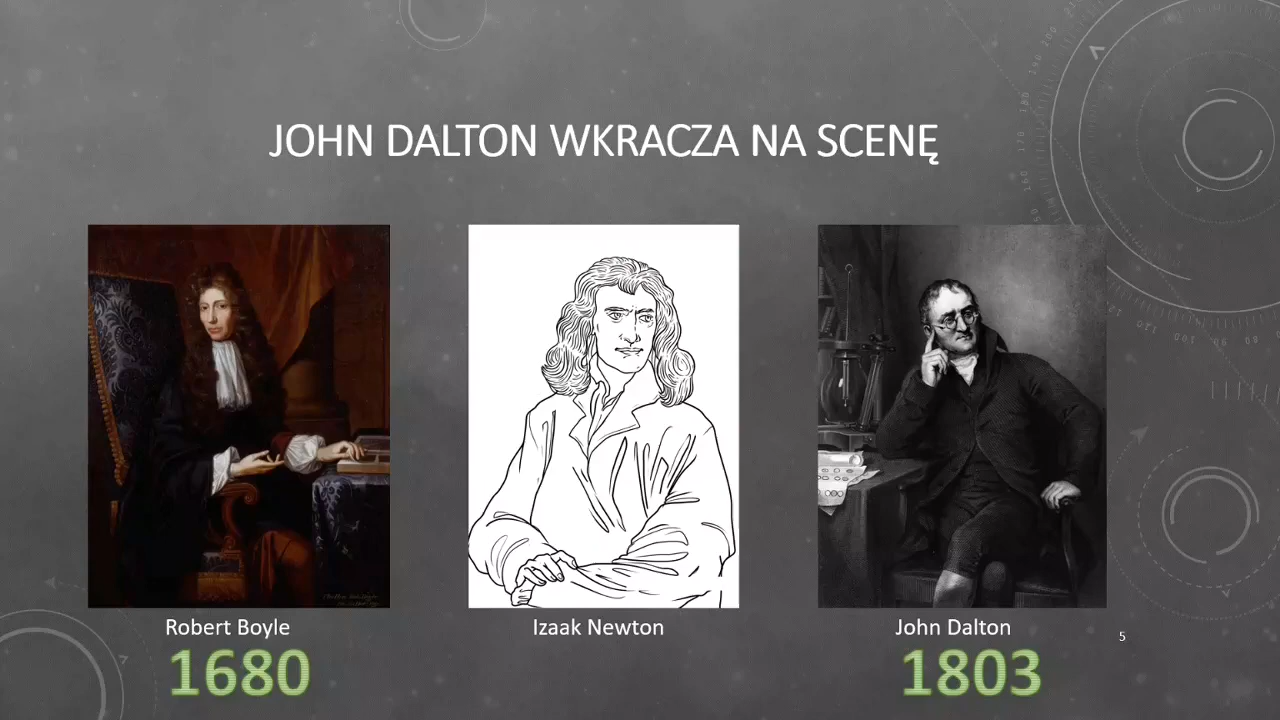 JOHN DALTON WKRACZA NA SCENĘ
Robert Boyle
Izaak Newton
John Dalton
5
1680
1803